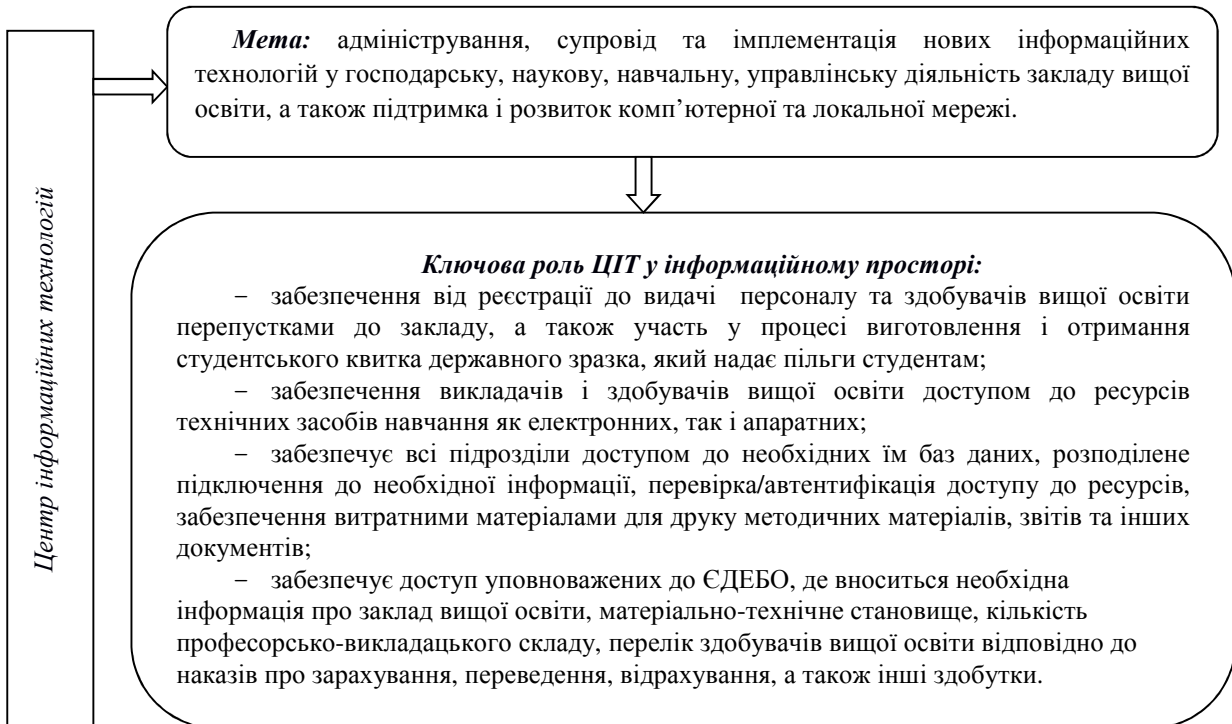 Центр інформаційних технологій
Мета: адміністрування, супровід та імплементація нових інформаційних
технологій у господарську, наукову, навчальну, управлінську діяльність закладу вищої
освіти, а також підтримка і розвиток комп’ютерної та локальної мережі.
Ключова роль ЦІТ у інформаційному просторі:
− забезпечення від реєстрації до видачі персоналу та здобувачів вищої освіти
перепустками до закладу, а також участь у процесі виготовлення і отримання
студентського квитка державного зразка, який надає пільги студентам;
− забезпечення викладачів і здобувачів вищої освіти доступом до ресурсів
технічних засобів навчання як електронних, так і апаратних;
− забезпечує всі підрозділи доступом до необхідних їм баз даних, розподілене
підключення до необхідної інформації, перевірка/автентифікація доступу до ресурсів,
забезпечення витратними матеріалами для друку методичних матеріалів, звітів та інших
документів;
− забезпечує доступ уповноважених до ЄДЕБО, де вноситься необхідна
інформація про заклад вищої освіти, матеріально-технічне становище, кількість
професорсько-викладацького складу, перелік здобувачів вищої освіти відповідно до
наказів про зарахування, переведення, відрахування, а також інші здобутки.